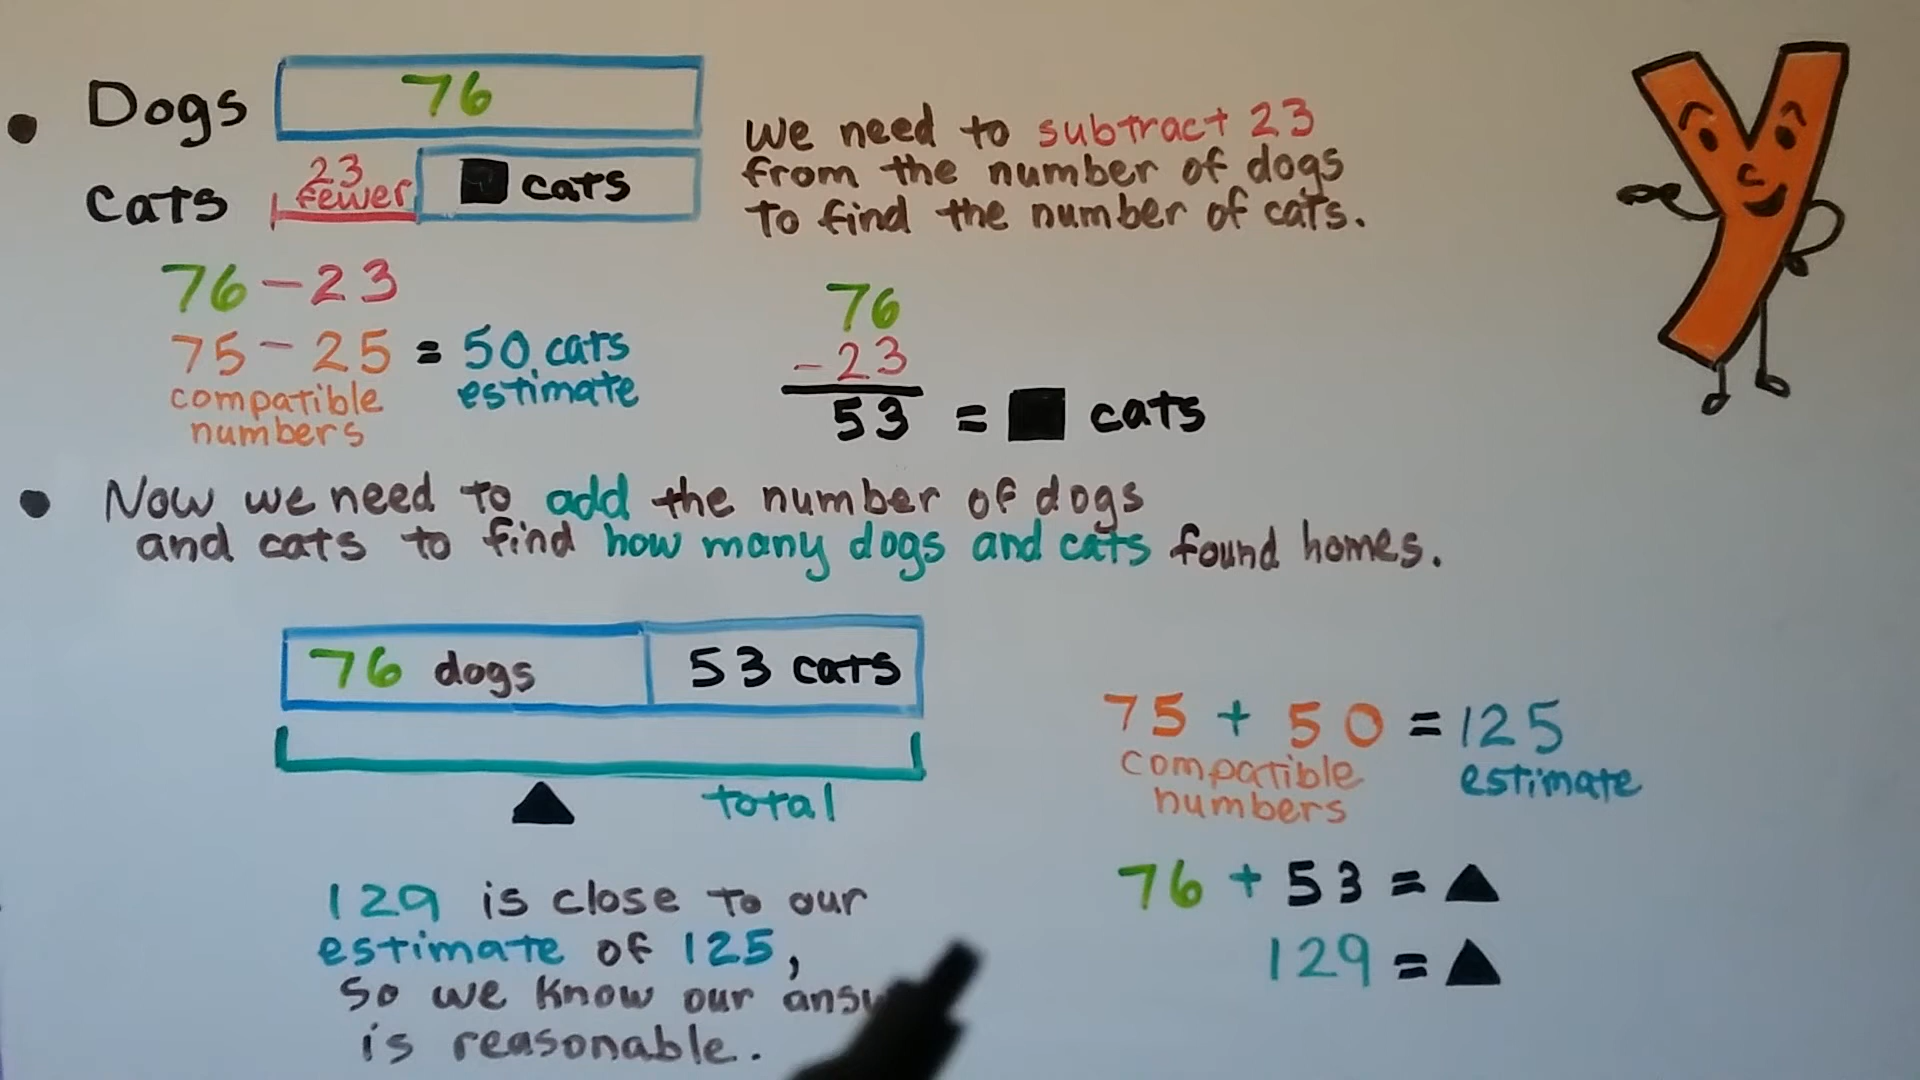 Dogs 76
Cats 23 fewer ■ cats
We need to subtract 23
from the number of dogs
to find the number of cats.
76 - 23
75 - 25 = 50 cats
compatible numbers estimate
76
- 23
53 = ■ cats
• Now we need to add the number of dogs
and cats to find how many dogs and cats found homes.
76 dogs 53 cats
▲ total
75 + 50 = 125
compatible numbers estimate
76 + 53 = ▲
129 = ▲
129 is close to our
estimate of 125,
so we know our
is reasonable.